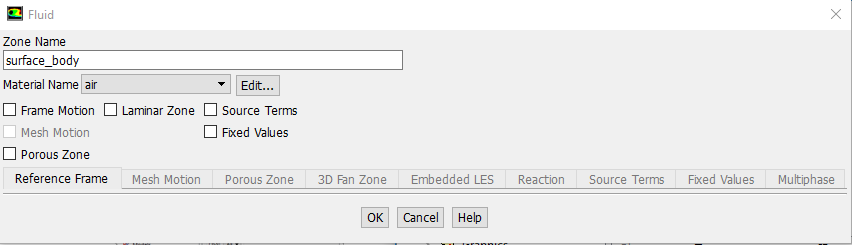 Fluid
Zone Name
surface_body
Material Name air Edit...
Frame Motion Laminar Zone Source Terms
Mesh Motion Fixed Values
Porous Zone
Reference Frame Mesh Motion Porous Zone 3D Fan Zone Embedded LES Reaction Source Terms Fixed Values Multiphase
OK Cancel Help